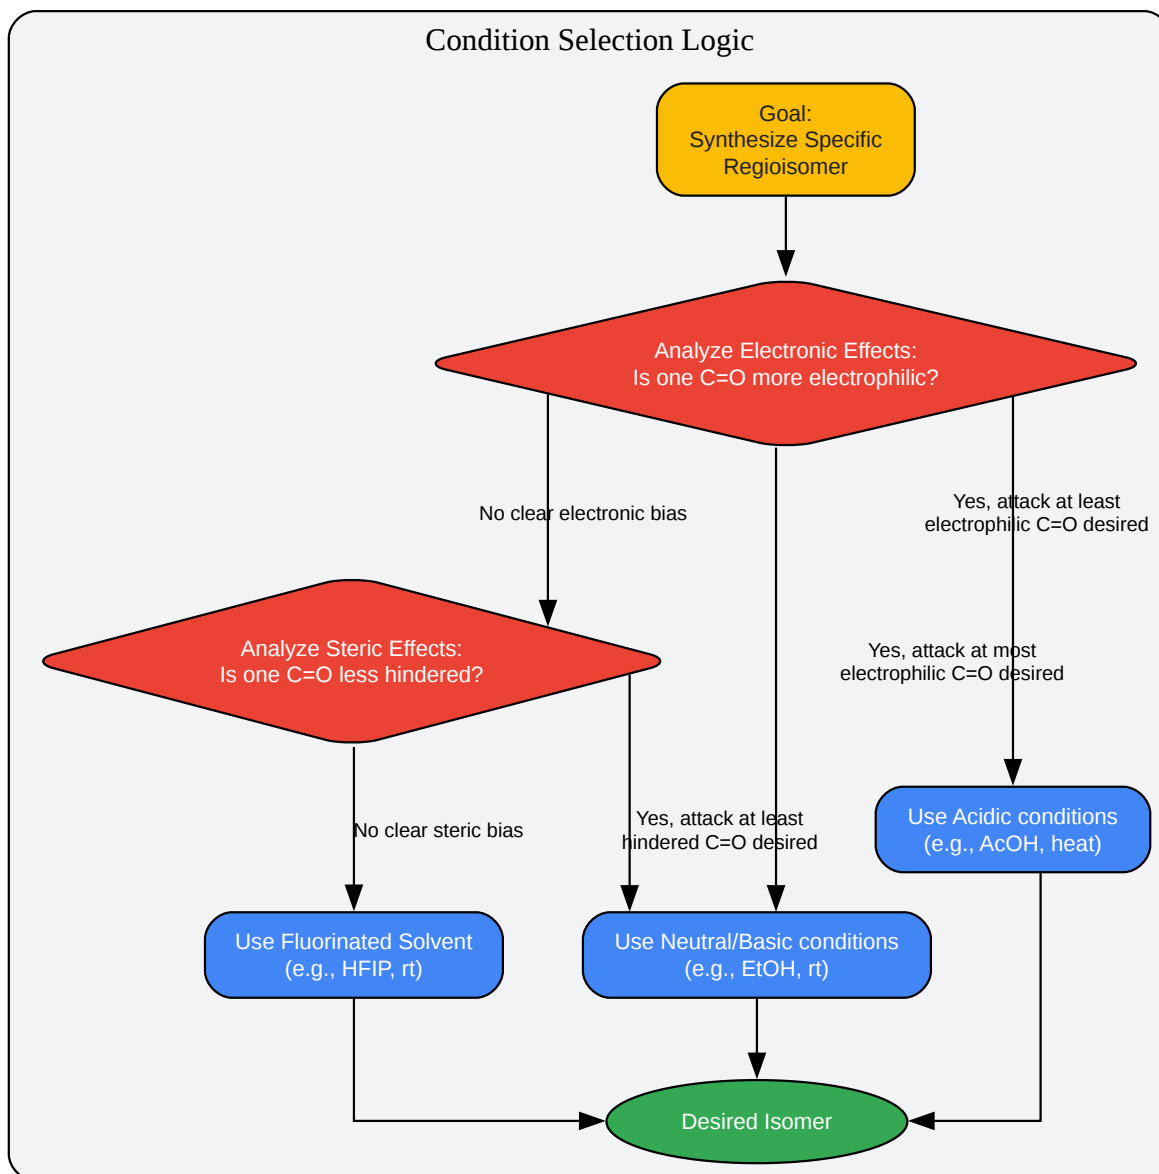 Condition Selection Logic
Goal:
Synthesize Specific
Regioisomer
Analyze Electronic Effects:
Is one C=O more electrophilic?
No clear electronic bias
Yes, attack at least
electrophilic C=O desired
Analyze Steric Effects:
Is one C=O less hindered?
Yes, attack at most
electrophilic C=O desired
No clear steric bias
Yes, attack at least
hindered C=O desired
Use Acidic conditions
(e.g., AcOH, heat)
Use Fluorinated Solvent
(e.g., HFIP, rt)
Use Neutral/Basic conditions
(e.g., EtOH, rt)
Desired Isomer